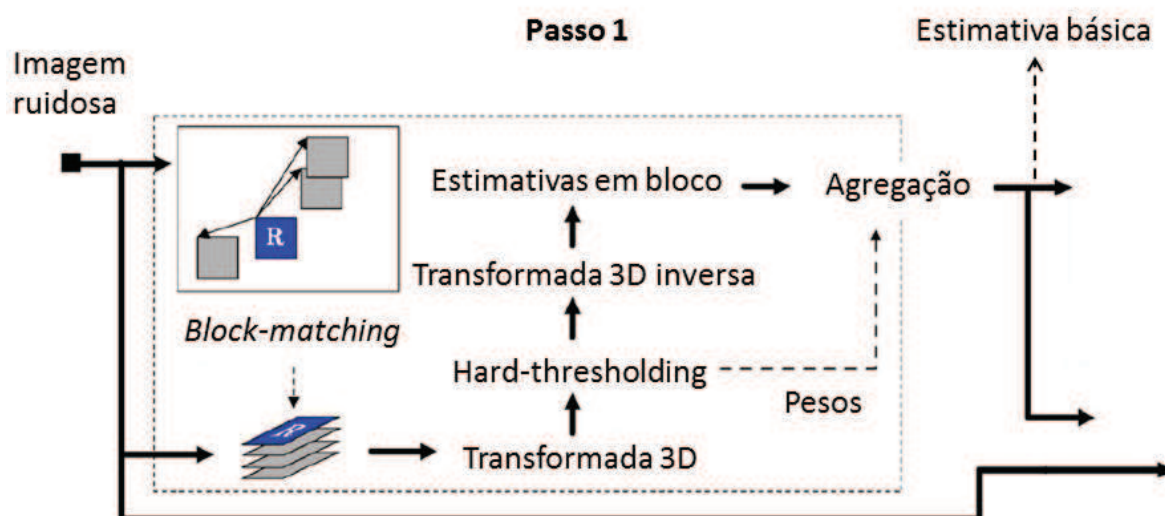 Passo 1
Estimativa básica
Imagem
ruidosa
R
Estimativas em bloco
Agregação
Transformada 3D inversa
Block-matching
Hard-thresholding
Pesos
R
Transformada 3D